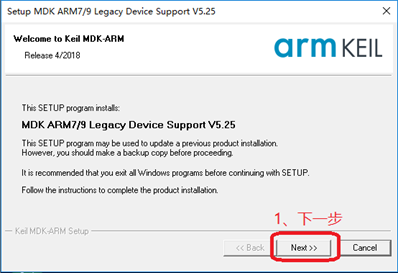 Setup MDK ARM7/9 Legacy Device Support V5.25
Welcome to Keil MDK-ARM
Release 4/2018
arm KEIL
This SETUP program installs:
MDK ARM7/9 Legacy Device Support V5.25
This SETUP program may be used to update a previous product installation.
However, you should make a backup copy before proceeding.
It is recommended that you exit all Windows programs before continuing with SETUP.
Follow the instructions to complete the product installation.
1、下一步
Keil MDK-ARM Setup
<< Back
Next >>
Cancel